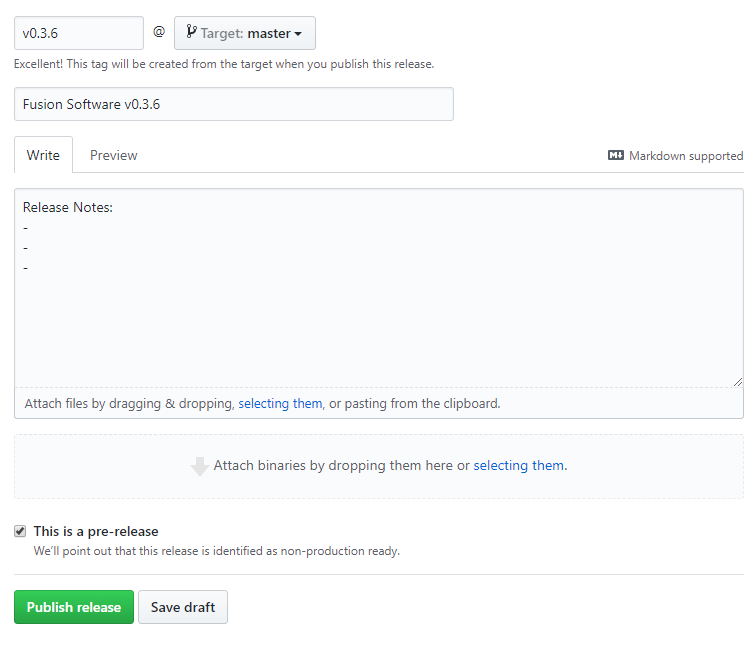 v0.3.6 @ Target: master
Excellent! This tag will be created from the target when you publish this release.
Fusion Software v0.3.6
Write Preview Markdown supported
Release Notes:
-
-
-
Attach files by dragging & dropping, selecting them, or pasting from the clipboard.
Attach binaries by dropping them here or selecting them.
This is a pre-release
We'll point out that this release is identified as non-production ready.
Publish release Save draft